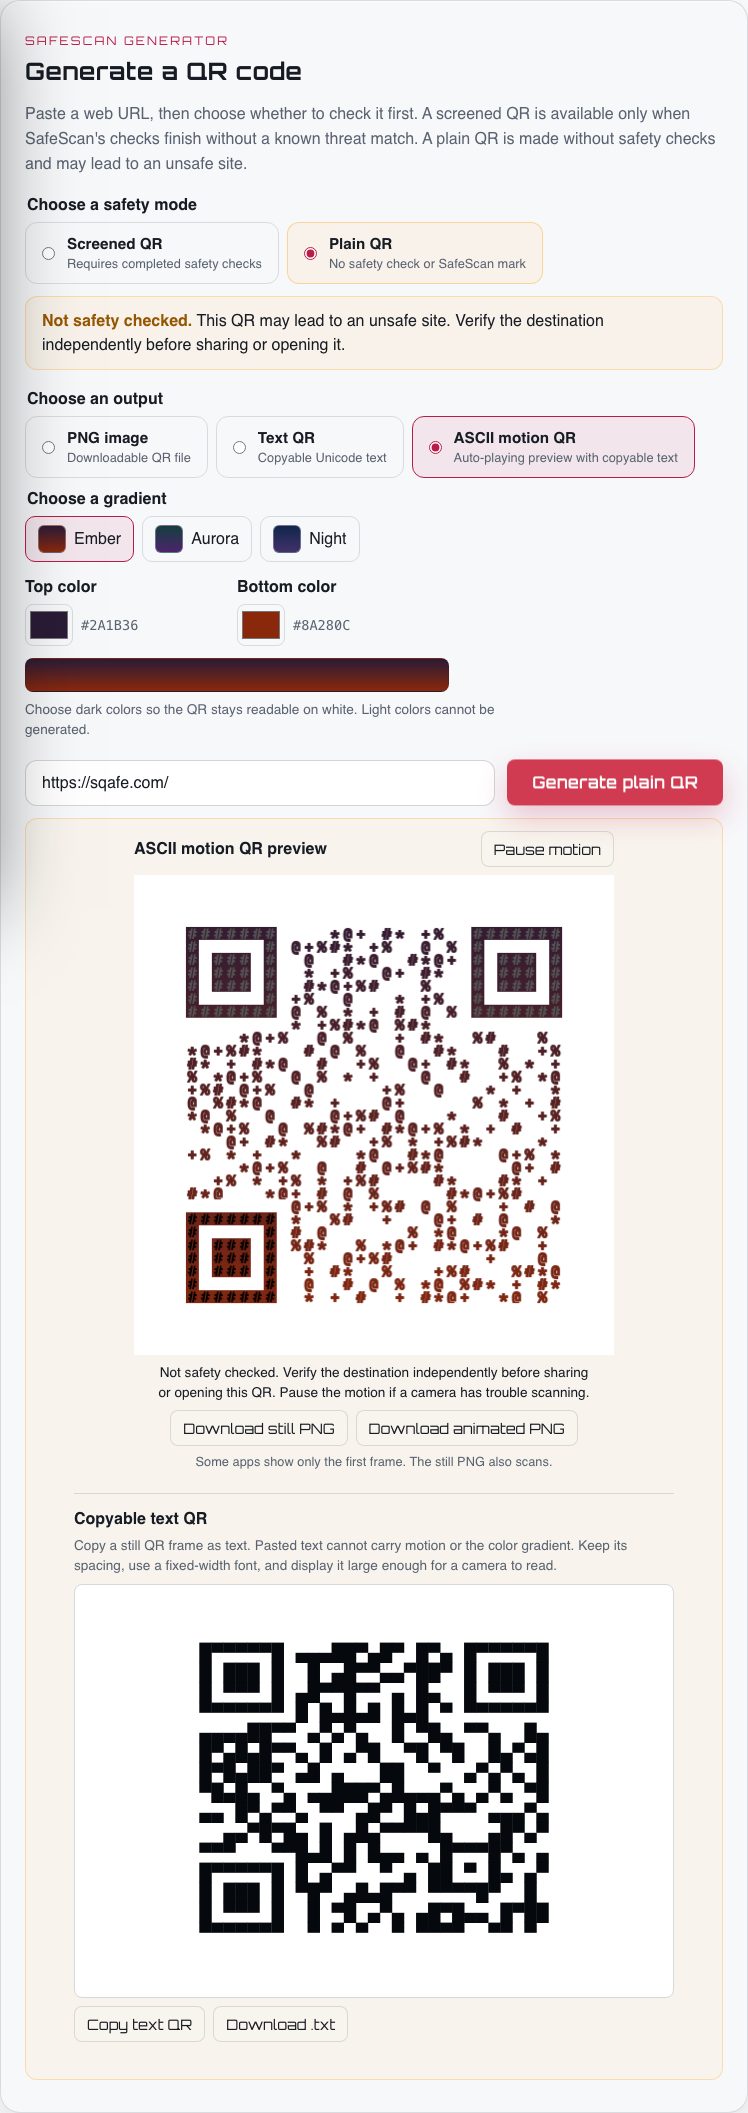 SAFESCAN GENERATOR
Generate a QR code
Paste a web URL, then choose whether to check it first. A screened QR is available only when
SafeScan's checks finish without a known threat match. A plain QR is made without safety checks
and may lead to an unsafe site.
Choose a safety mode
Screened QR
Requires completed safety checks
Plain QR
No safety check or SafeScan mark
Not safety checked. This QR may lead to an unsafe site. Verify the destination
independently before sharing or opening it.
Choose an output
PNG image
Downloadable QR file
Text QR
Copyable Unicode text
ASCII motion QR
Auto-playing preview with copyable text
Choose a gradient
Ember
Aurora
Night
Top color
Bottom color
#2A1B36
#8A280C
Choose dark colors so the QR stays readable on white. Light colors cannot be
generated.
https://sqafe.com/
Generate plain QR
ASCII motion QR preview
Pause motion
Not safety checked. Verify the destination independently before sharing
or opening this QR. Pause the motion if a camera has trouble scanning.
Download still PNG
Download animated PNG
Some apps show only the first frame. The still PNG also scans.
Copyable text QR
Copy a still QR frame as text. Pasted text cannot carry motion or the color gradient. Keep its
spacing, use a fixed-width font, and display it large enough for a camera to read.
Copy text QR
Download .txt